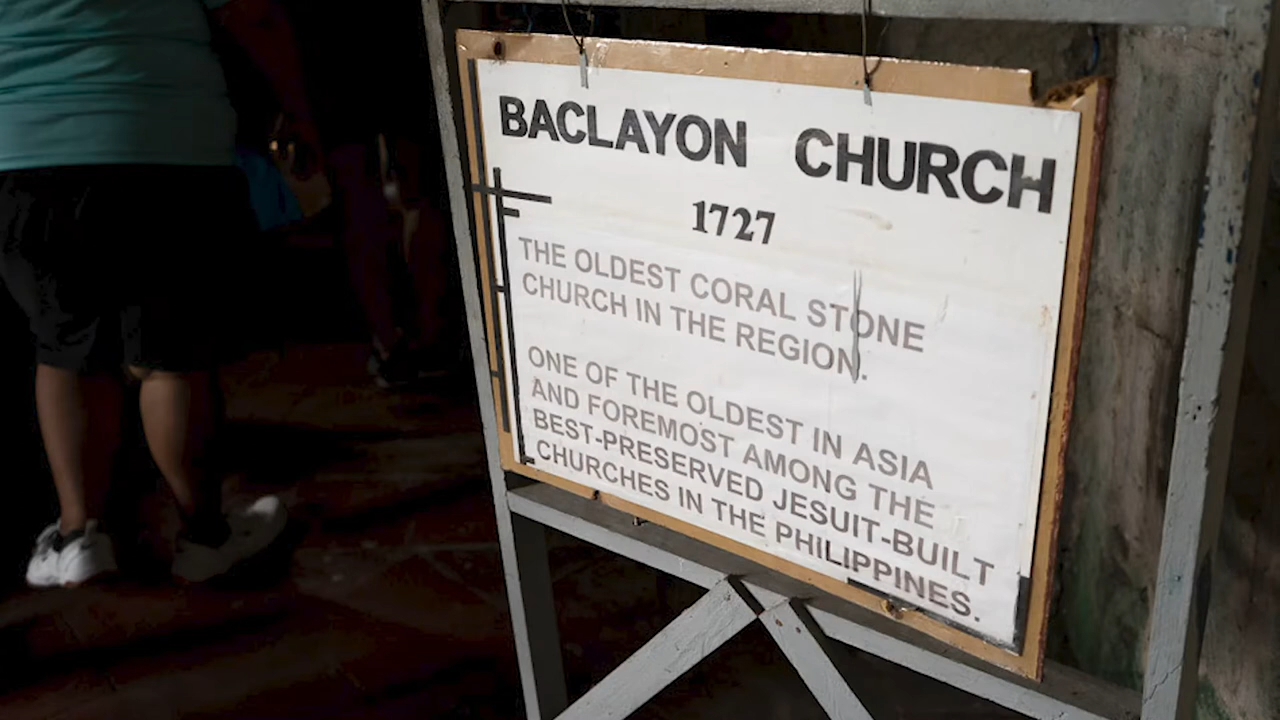 BACLAYON CHURCH
1727
THE OLDEST CORAL STONE
CHURCH IN THE REGION.
ONE OF THE OLDEST IN ASIA
AND FOREMOST AMONG THE
BEST-PRESERVED JESUIT-BUILT
CHURCHES IN THE PHILIPPINES.